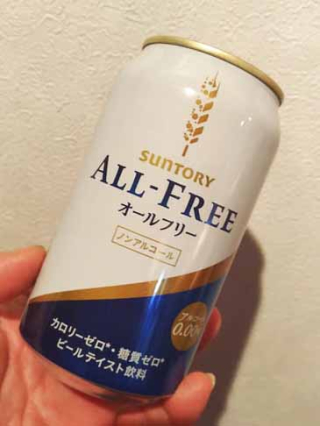 SUNTORY
ALL-FREE
オールフリー
ノンアルコール
アルコール
0.00%
カロリーゼロ*・糖質ゼロ*
ビールテイスト飲料